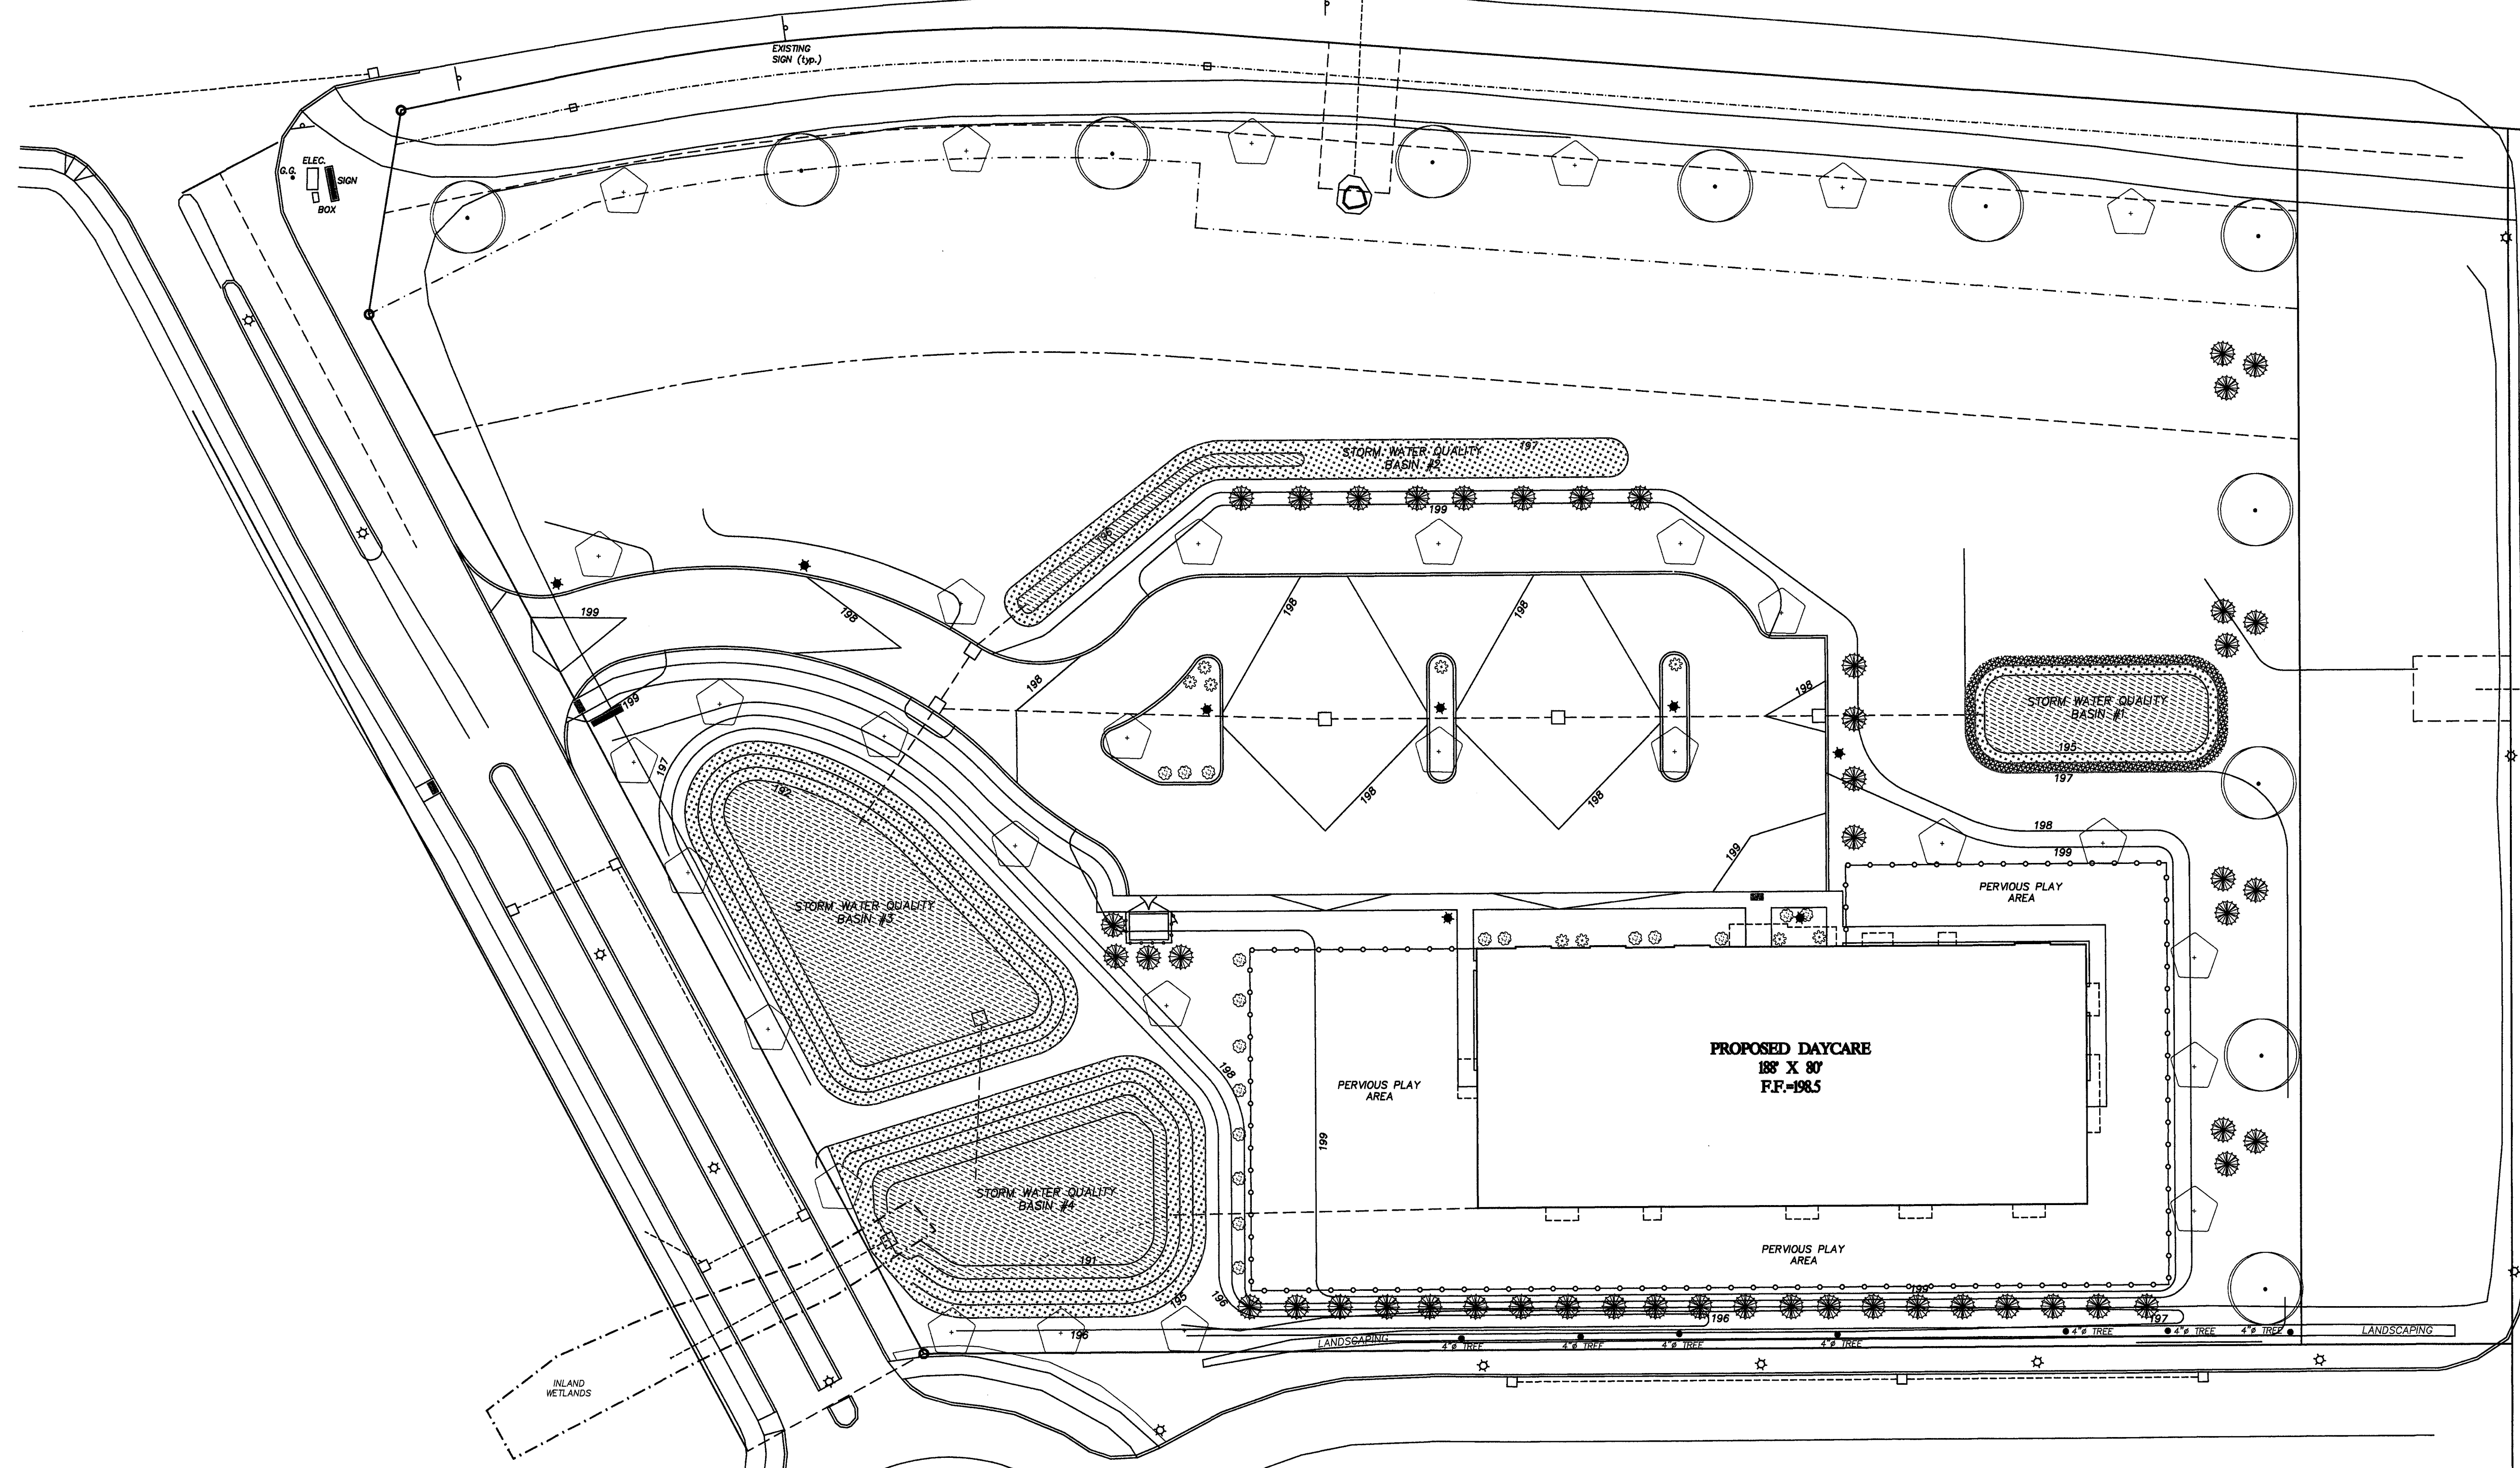 EXISTING
SIGN (typ.)
ELEC.
G.G.
SIGN
BOX
197
STORM WATER QUALITY
BASIN #2
199
196
199
198
198
198
198
198
199
STORM WATER QUALITY
BASIN #1
195
197
197
192
198
198
198
199
199
PERVIOUS PLAY
AREA
STORM WATER QUALITY
BASIN #3
PROPOSED DAYCARE
188' X 80'
F.F.=198.5
198
PERVIOUS PLAY
AREA
199
STORM WATER QUALITY
BASIN #4
191
PERVIOUS PLAY
AREA
195
196
199
196
196
197
LANDSCAPING
4"ø TREE
4"ø TREE
4"ø TREE
4"ø TREE
4"ø TREE
4"ø TREE
4"ø TREE
LANDSCAPING
INLAND
WETLANDS